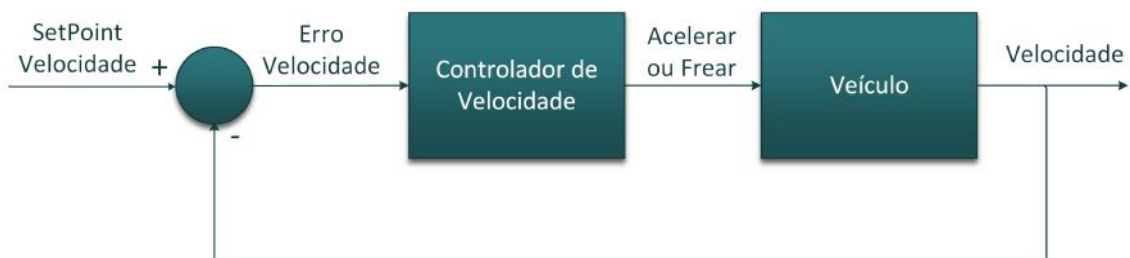 SetPoint
Velocidade
+
-
Erro
Velocidade
Controlador de
Velocidade
Acelerar
ou Frear
Veículo
Velocidade